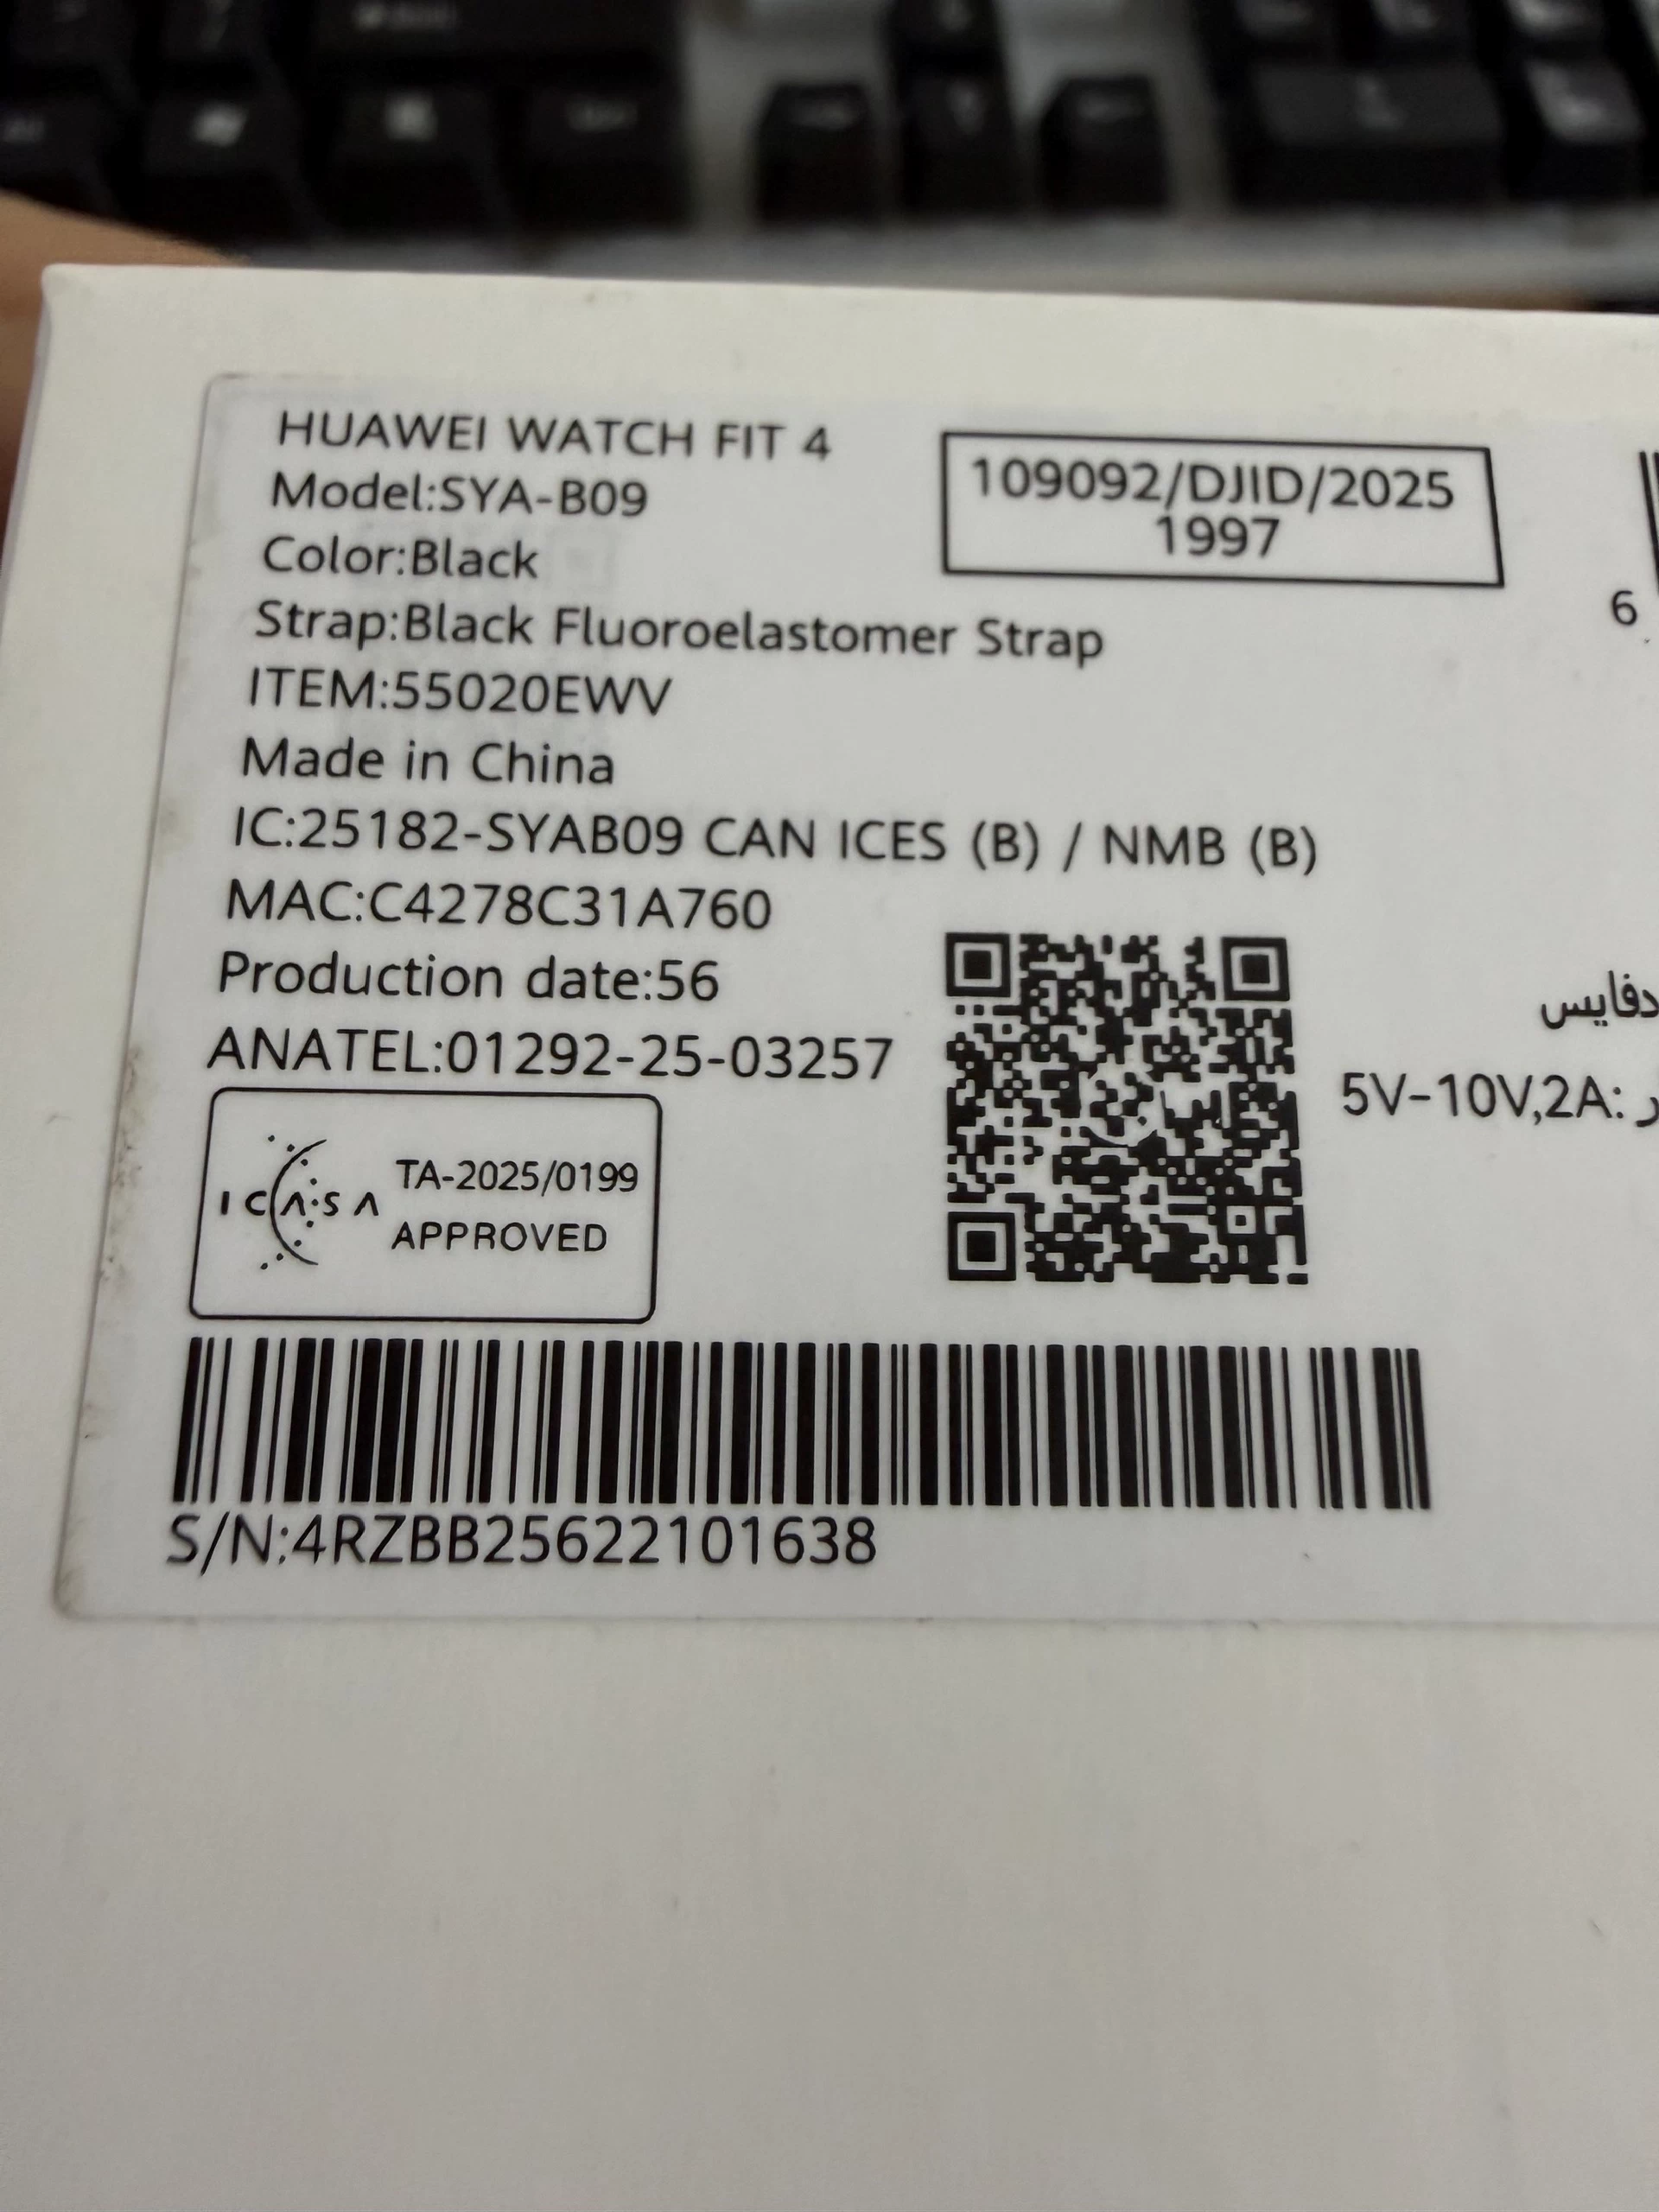 HUAWEI WATCH FIT 4
Model:SYA-B09
Color:Black
Strap:Black Fluoroelastomer Strap
ITEM:55020EWV
Made in China
IC:25182-SYAB09 CAN ICES (B) / NMB (B)
MAC:C4278C31A760
Production date:56
ANATEL:01292-25-03257
ICASA
TA-2025/0199
APPROVED
S/N:4RZBB25622101638
109092/DJID/2025
1997
6
5V-10V,2A: